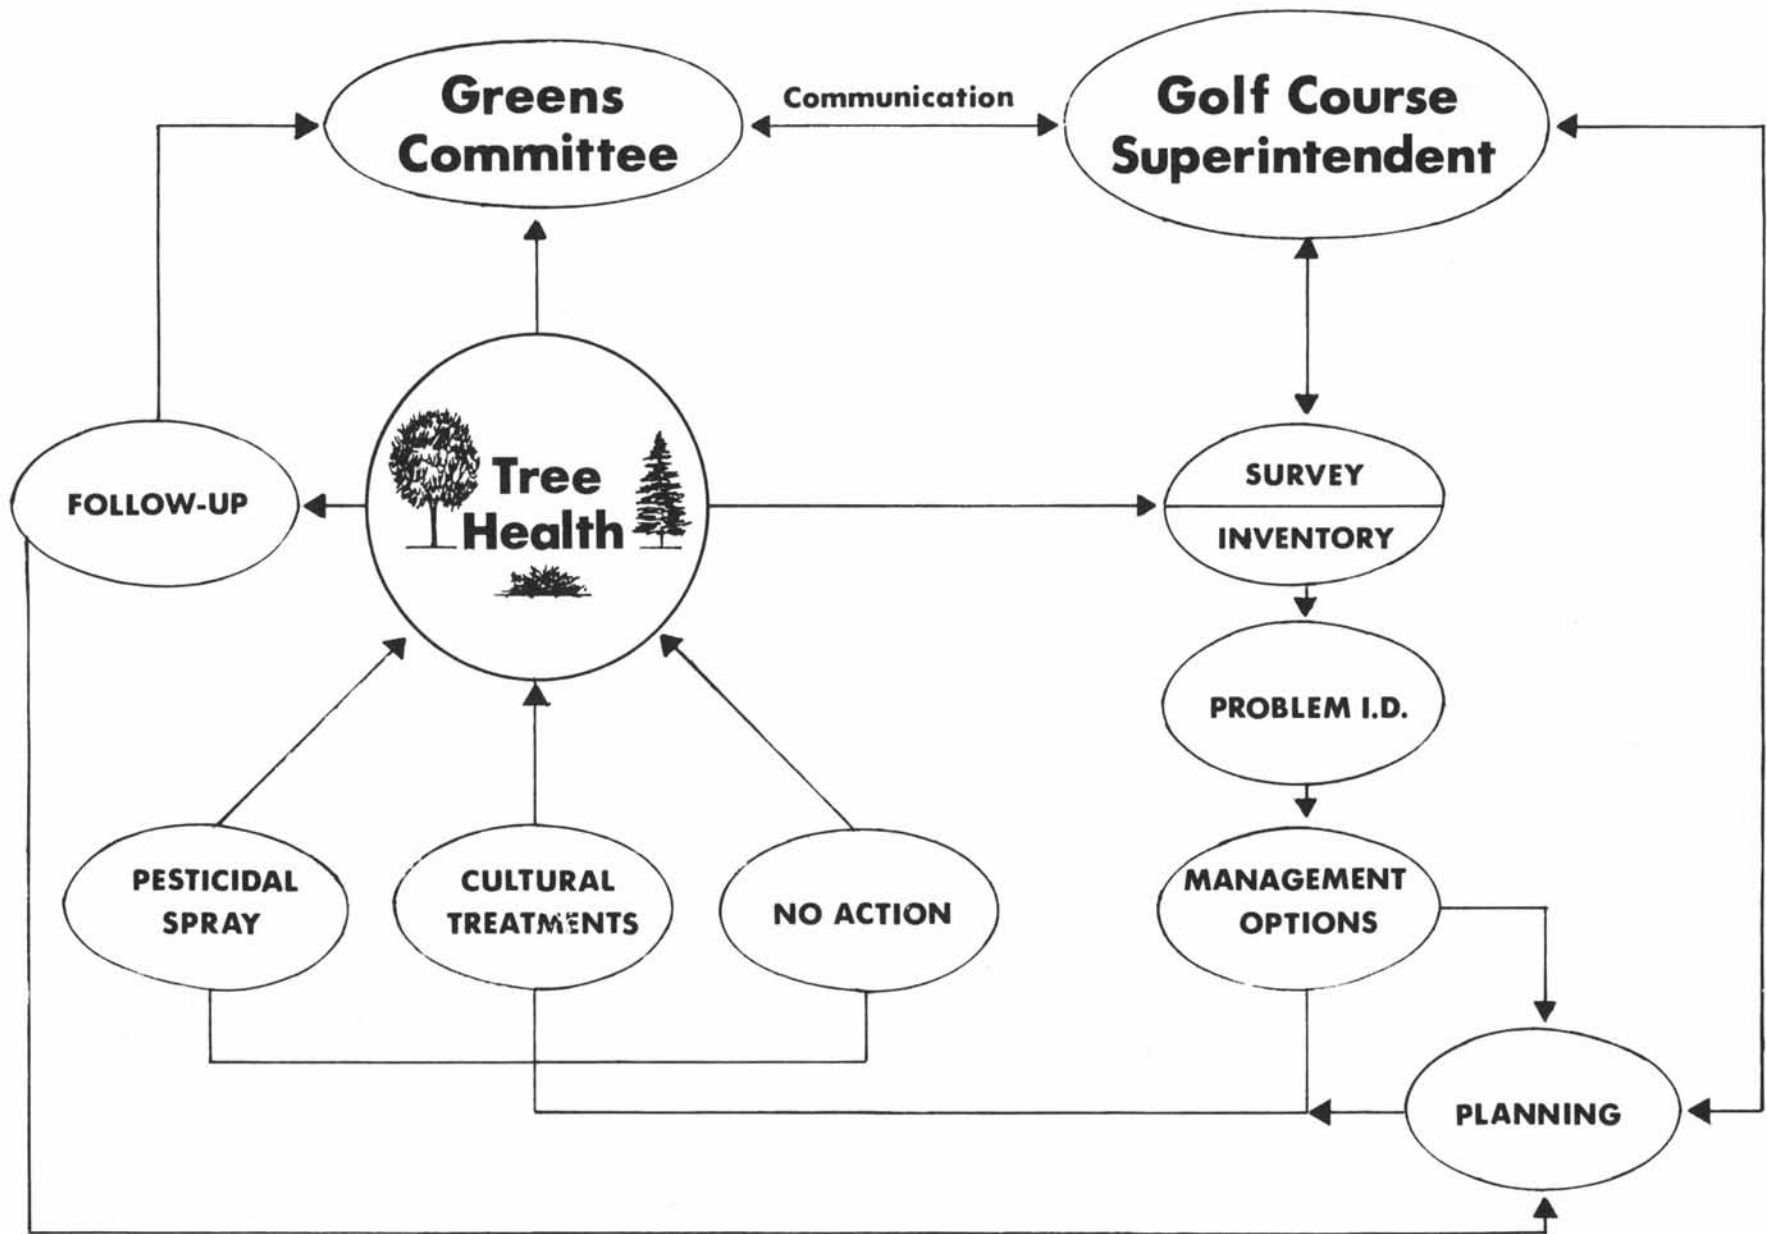 Greens
Committee
Communication
Golf Course
Superintendent
FOLLOW-UP
Tree
Health
SURVEY
INVENTORY
PROBLEM I.D.
PESTICIDAL
SPRAY
CULTURAL
TREATMENTS
NO ACTION
MANAGEMENT
OPTIONS
PLANNING